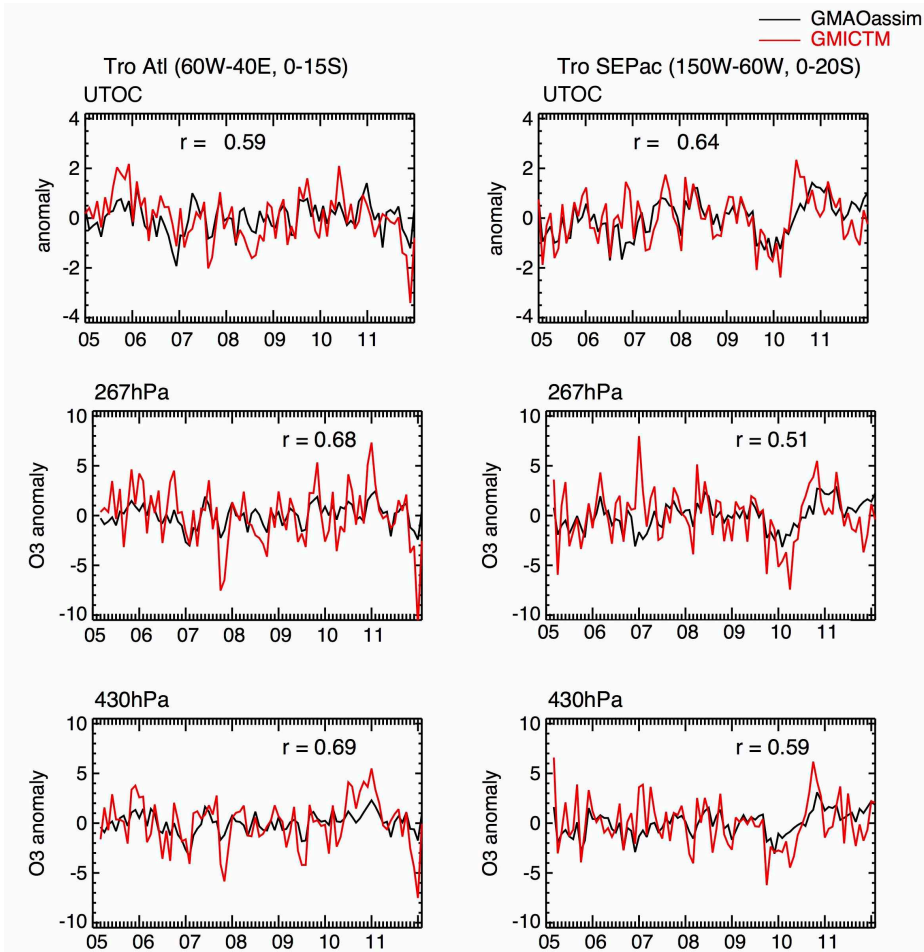 GMAOassim
GMICTM
Tro Atl (60W-40E, 0-15S)
Tro SEPac (150W-60W, 0-20S)
UTOC
UTOC
r = 0.59
r = 0.64
anomaly
anomaly
4
2
0
-2
-4
4
2
0
-2
-4
05 06 07 08 09 10 11
05 06 07 08 09 10 11
267hPa
267hPa
r = 0.68
r = 0.51
O3 anomaly
O3 anomaly
10
5
0
-5
-10
10
5
0
-5
-10
05 06 07 08 09 10 11
05 06 07 08 09 10 11
430hPa
430hPa
r = 0.69
r = 0.59
O3 anomaly
O3 anomaly
10
5
0
-5
-10
10
5
0
-5
-10
05 06 07 08 09 10 11
05 06 07 08 09 10 11